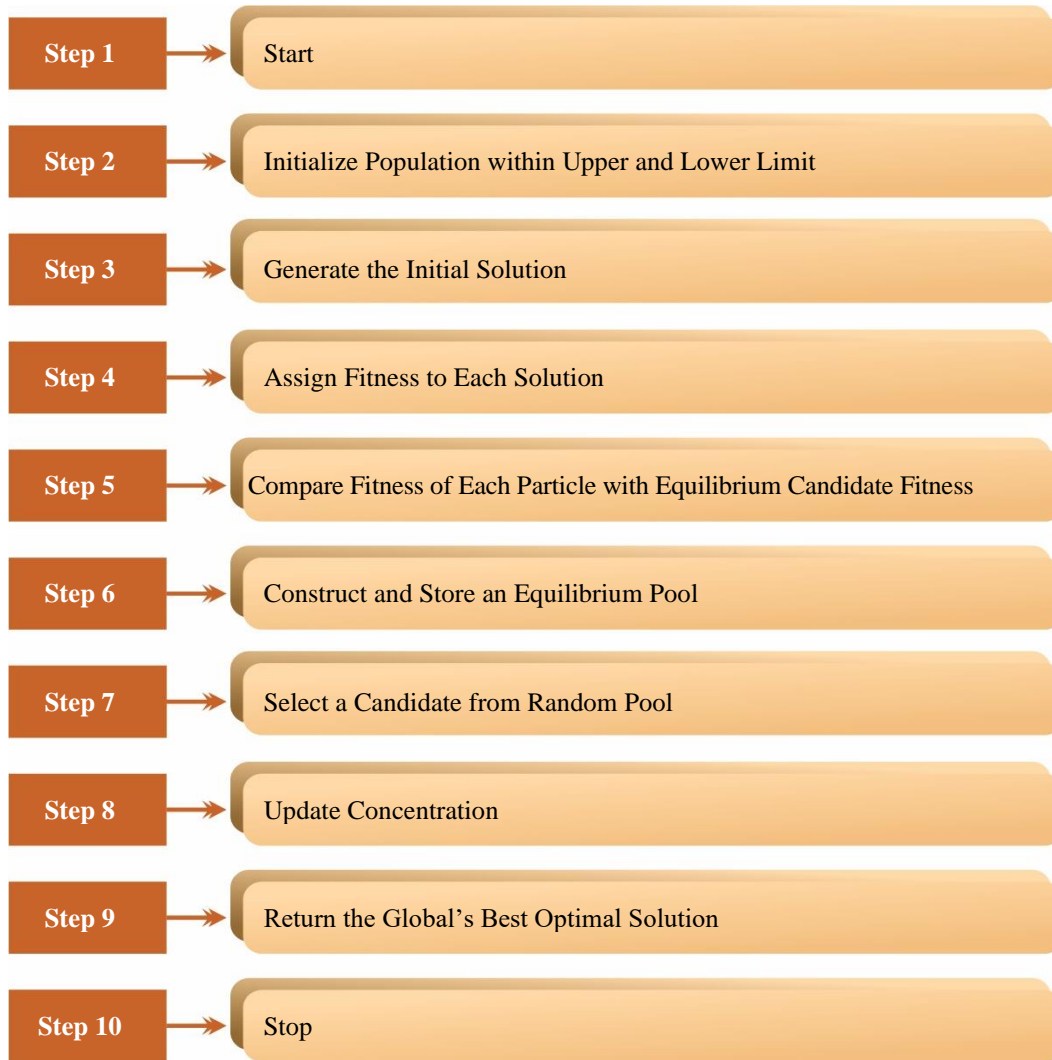 Step 1 Start
Step 2 Initialize Population within Upper and Lower Limit
Step 3 Generate the Initial Solution
Step 4 Assign Fitness to Each Solution
Step 5 Compare Fitness of Each Particle with Equilibrium Candidate Fitness
Step 6 Construct and Store an Equilibrium Pool
Step 7 Select a Candidate from Random Pool
Step 8 Update Concentration
Step 9 Return the Global’s Best Optimal Solution
Step 10 Stop